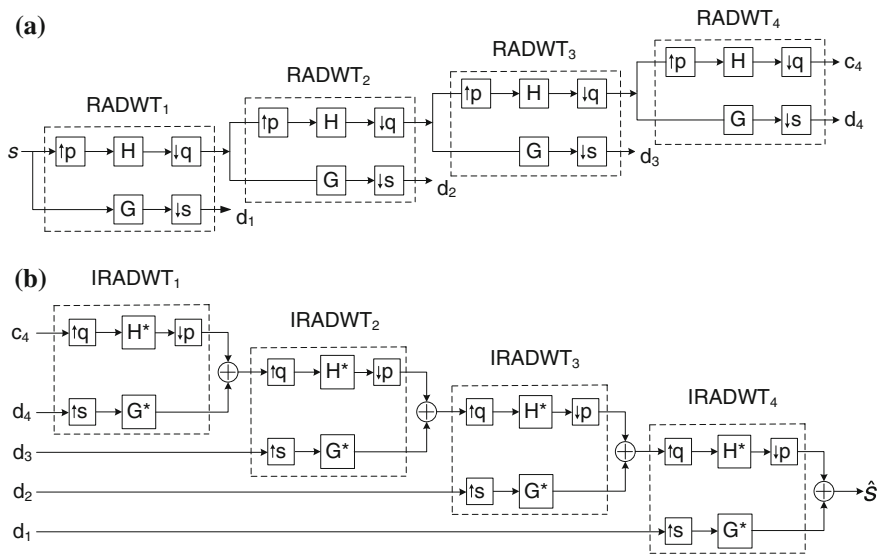 (a)
RADWT₄
↑p H ↓q c₄
RADWT₃
RADWT₂
↑p H ↓q G ↓s d₄
RADWT₁
↑p H ↓q G ↓s d₃
s ↑p H ↓q G ↓s d₂
G ↓s d₁
(b)
IRADWT₁
c₄ ↑q H* ↓p
IRADWT₂
↑q H* ↓p
IRADWT₃
d₄ ↑s G*
↑q H* ↓p
IRADWT₄
d₃ ↑s G*
↑q H* ↓p
d₂ ↑s G* ŝ
d₁ ↑s G*